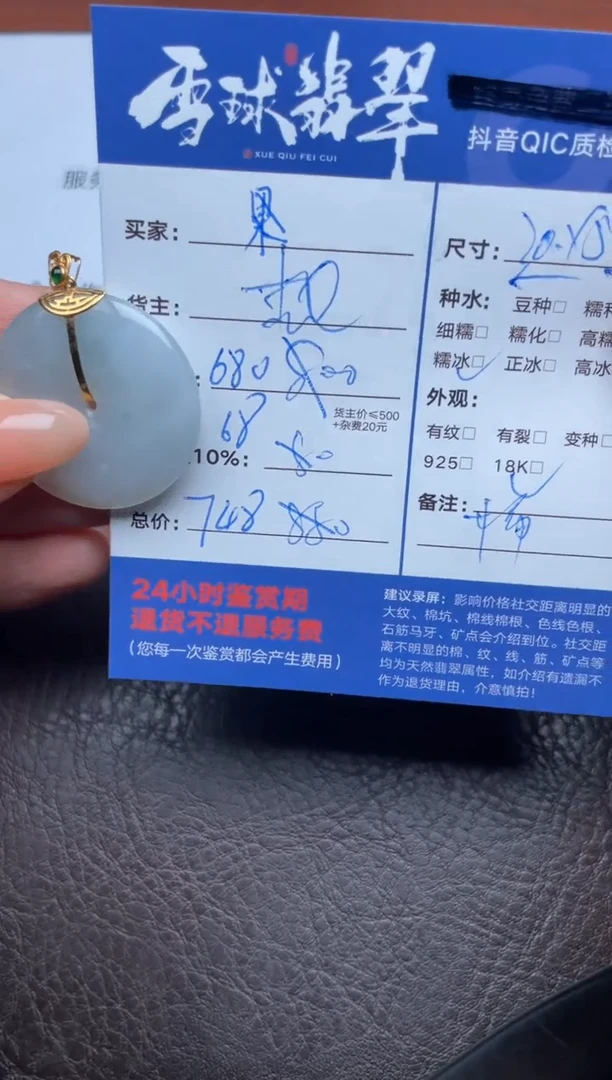 雪球翡翠
XUE QIU FEI CUI
抖音QIC质检
服务
买家: 果
货主:
680 800
货主价≤500
+杂费20元
68
10%: 80
总价: 748 880
尺寸:
种水: 豆种□ 糯种
细糯□ 糯化□ 高糯
糯冰□ 正冰□ 高冰
外观:
有纹□ 有裂□ 变种□
925□ 18K□
备注:
24小时鉴赏期
退货不退服务费
(您每一次鉴赏都会产生费用)
建议录屏: 影响价格社交距离明显的
大纹、棉坑、棉线棉根、色线色根、
石筋马牙、矿点会介绍到位。社交距
离不明显的棉、纹、线、筋、矿点等
均为天然翡翠属性, 如介绍有遗漏不
作为退货理由, 介意慎拍!